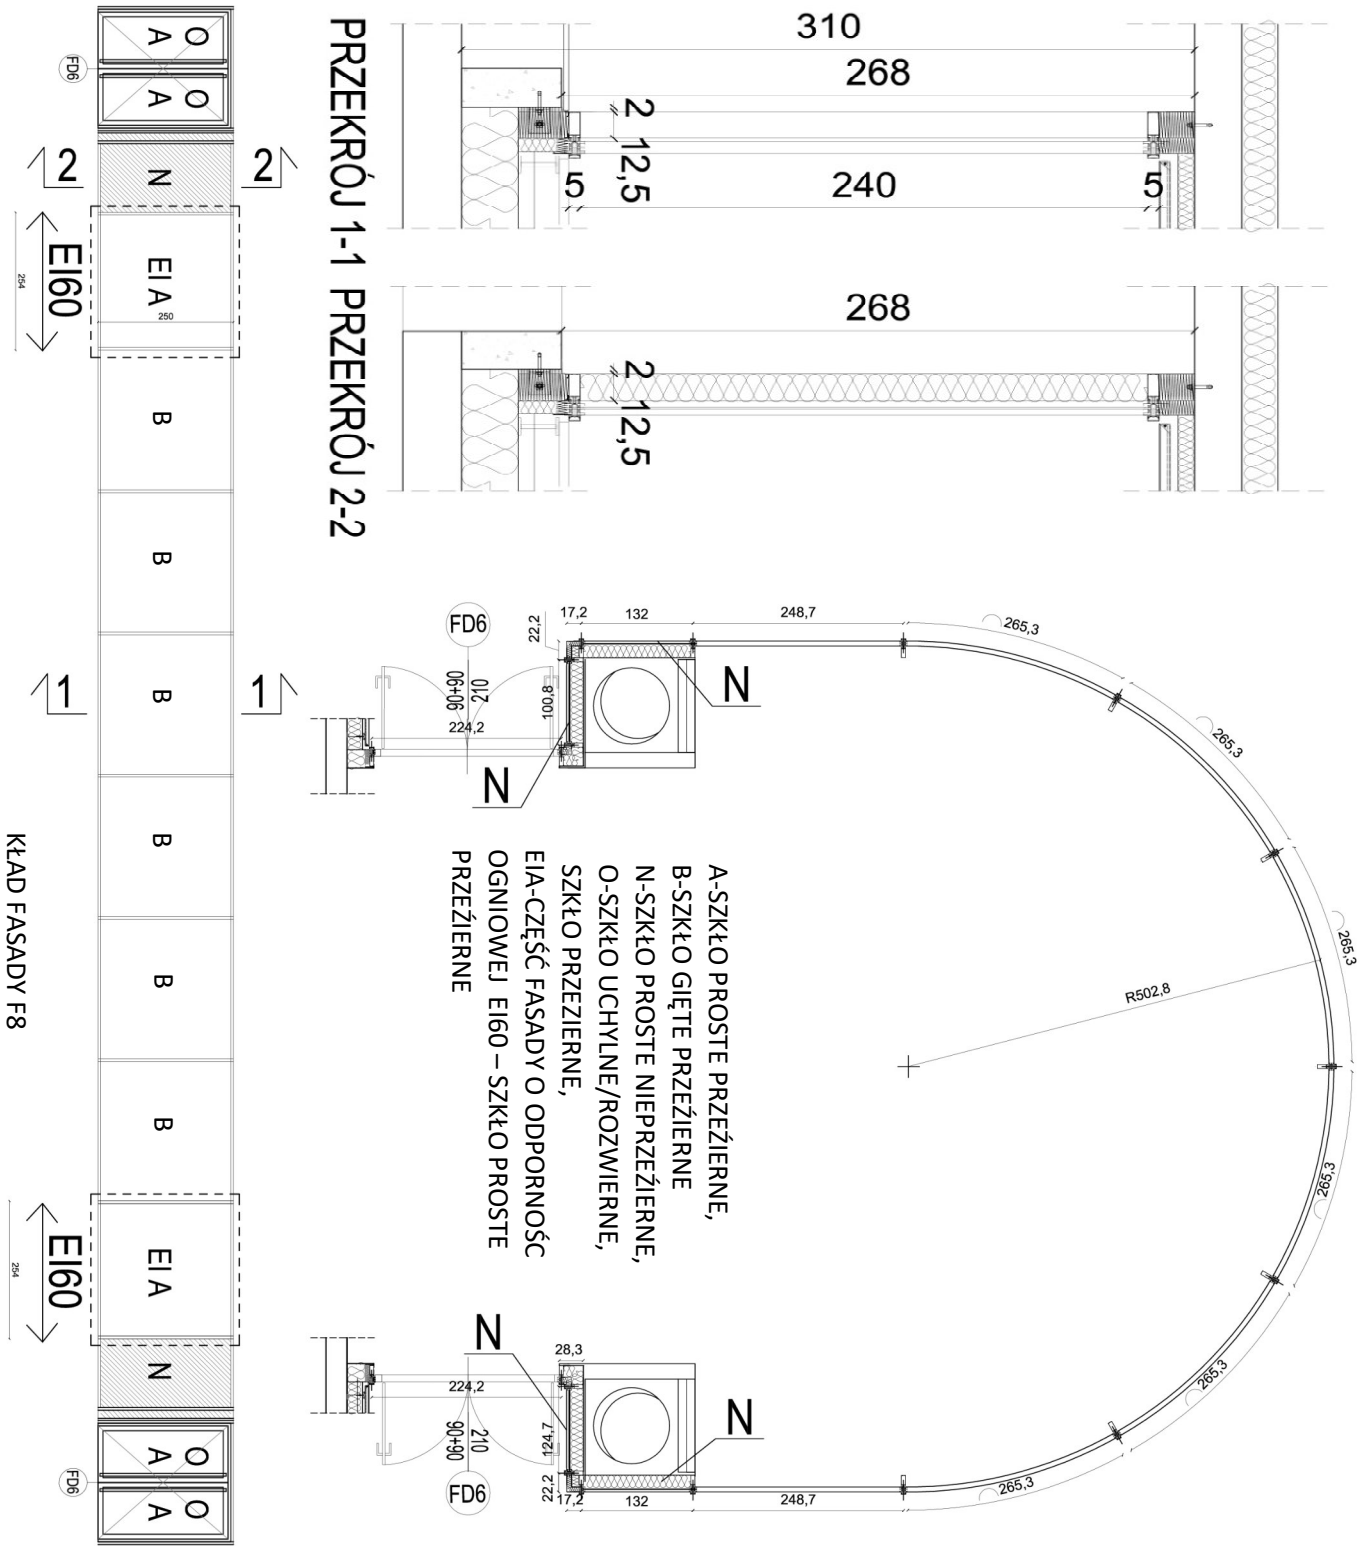 310
268
2
12,5
5
240
5
268
2
12,5
PRZEKRÓJ 1-1 PRZEKRÓJ 2-2
O
A
O
A
FD6
2
2
N
EI A
250
EI60
254
B
B
B
1
1
B
B
B
EI A
EI60
254
N
O
A
O
A
FD6
KŁAD FASADY F8
FD6
17,2
132
248,7
265,3
22,2
100,8
210
90+90
224,2
N
N
265,3
265,3
R502,8
265,3
265,3
265,3
A-SZKŁO PROSTE PRZEŹIERNE,
B-SZKŁO GIĘTE PRZEŹIERNE
N-SZKŁO PROSTE NIEPRZEŹIERNE,
O-SZKŁO UCHYLNE/ROZWIERNE,
SZKŁO PRZEZIERNE,
EIA-CZĘŚĆ FASADY O ODPORNOŚC
OGNIOWEJ EI60 – SZKŁO PROSTE
PRZEŹIERNE
N
N
28,3
224,2
210
90+90
124,7
22,2
FD6
17,2
132
248,7